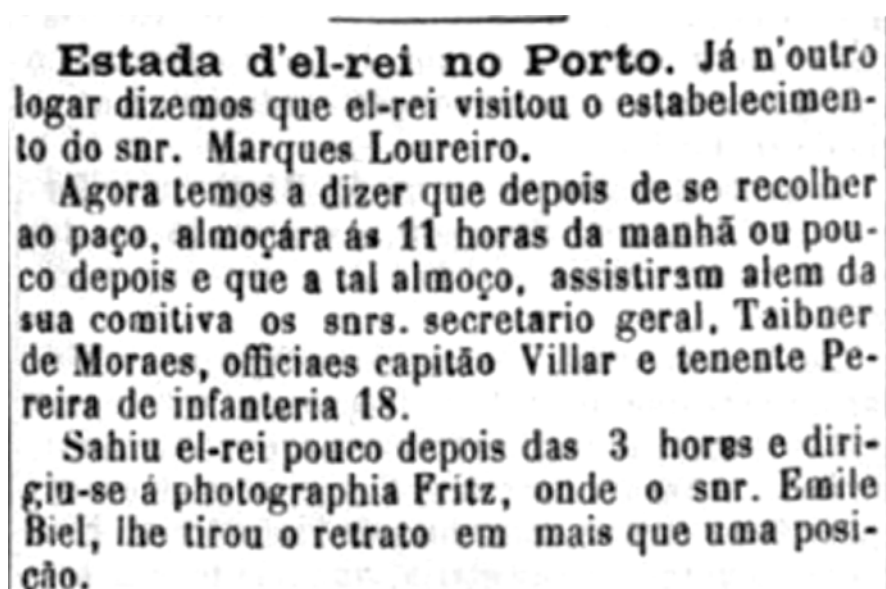 Estada d'el-rei no Porto. Já n'outro
logar dizemos que el-rei visitou o estabelecimen-
to do snr. Marques Loureiro.
Agora temos a dizer que depois de se recolher
ao paço, almoçára ás 11 horas da manhã ou pou-
co depois e que a tal almoço, assistiram alem da
sua comitiva os snrs. secretario geral, Taibner
de Moraes, officiaes capitão Villar e tenente Pe-
reira de infanteria 18.
Sahiu el-rei pouco depois das 3 hores e diri-
giu-se á photographia Fritz, onde o snr. Emile
Biel, lhe tirou o retrato em mais que uma posi-
ção.